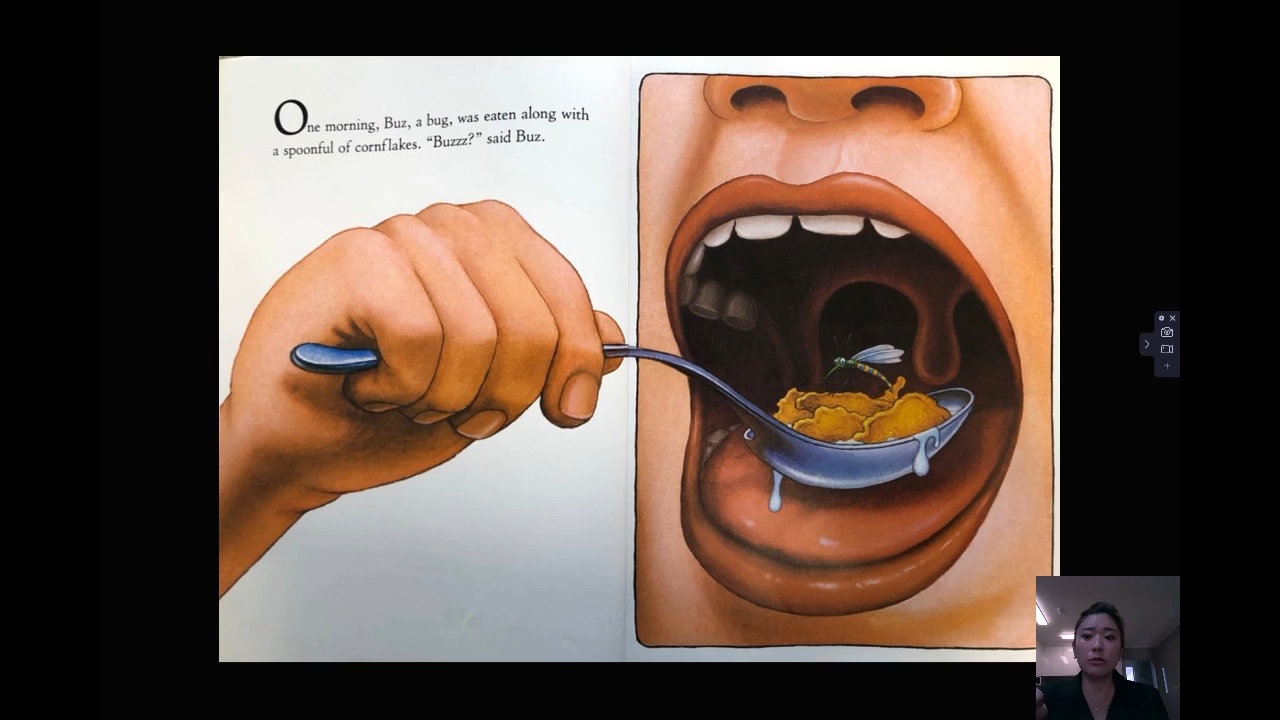 One morning, Buz, a bug, was eaten along with
a spoonful of cornflakes. “Buzzz?” said Buz.